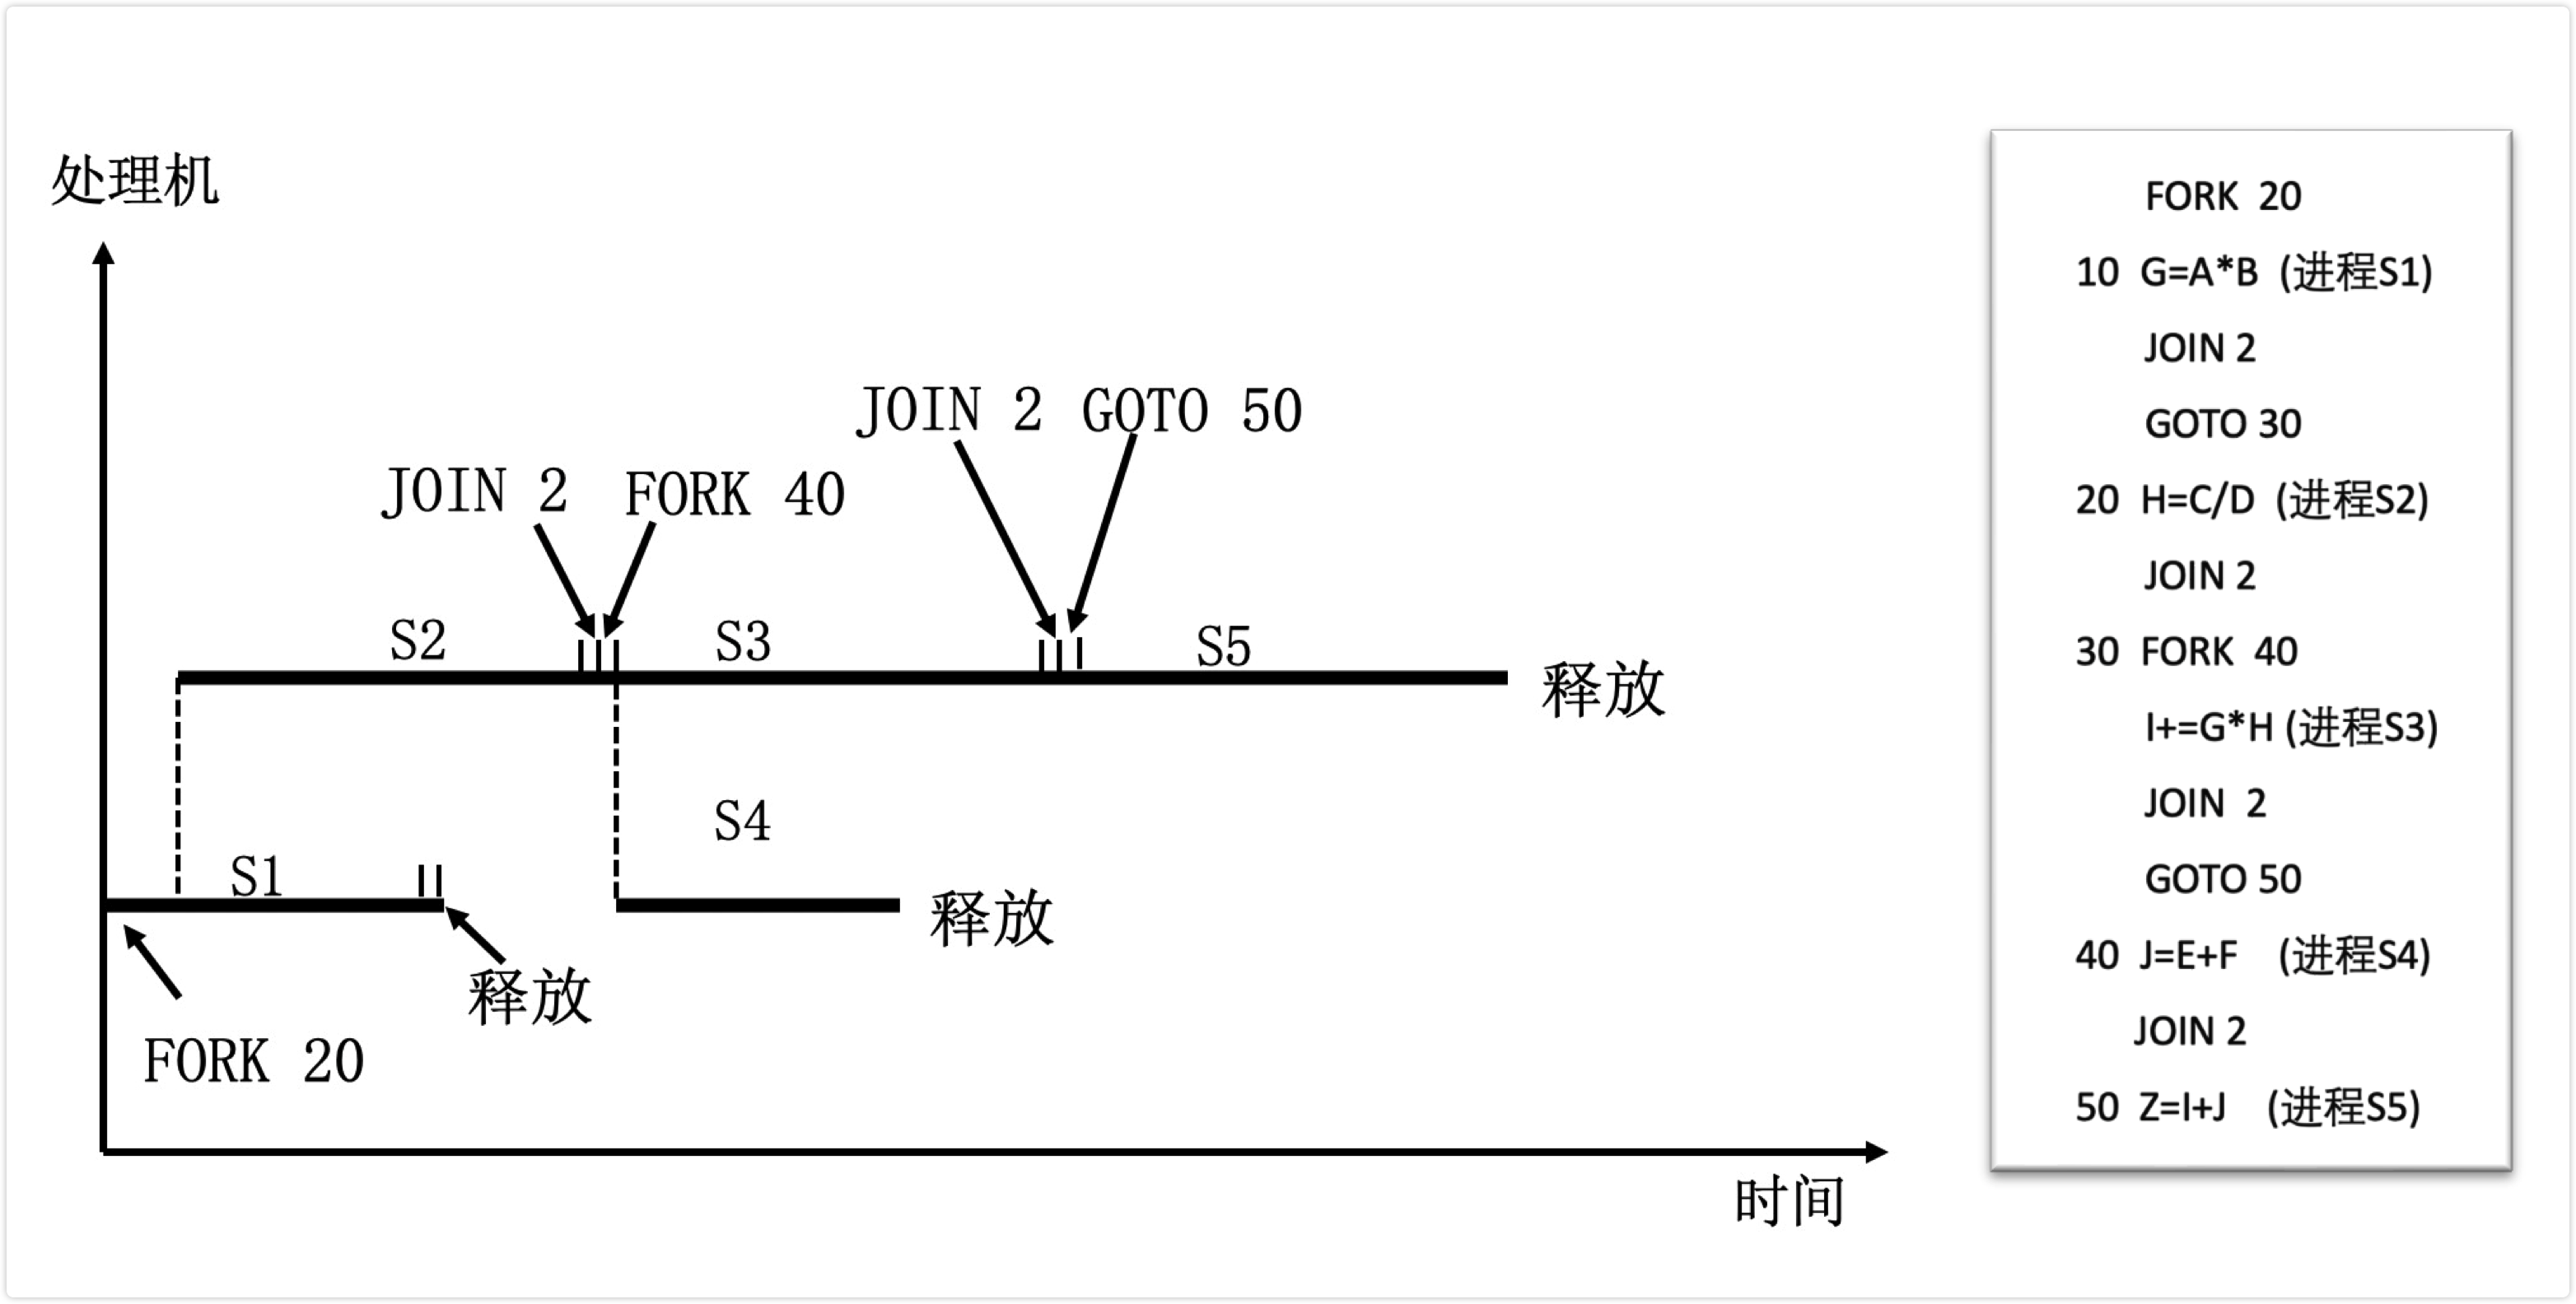 处理机
JOIN 2 GOTO 50
JOIN 2 FORK 40
S2 S3 S5
释放
S4
S1
释放
释放
FORK 20
时间
FORK 20
10 G=A*B (进程S1)
JOIN 2
GOTO 30
20 H=C/D (进程S2)
JOIN 2
30 FORK 40
I+=G*H (进程S3)
JOIN 2
GOTO 50
40 J=E+F (进程S4)
JOIN 2
50 Z=I+J (进程S5)